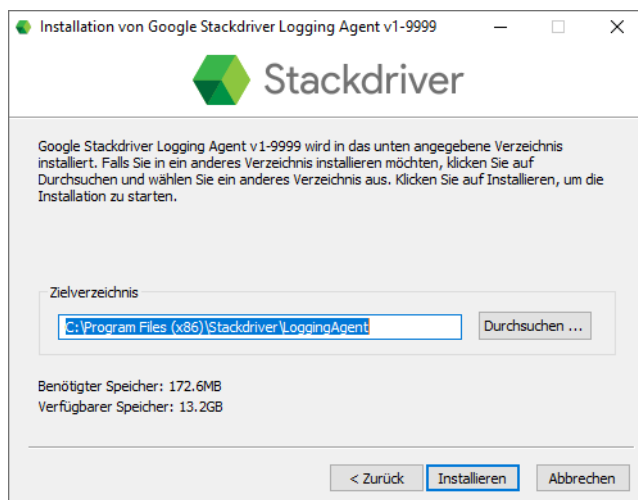 Installation von Google Stackdriver Logging Agent v1-9999
Stackdriver
Google Stackdriver Logging Agent v1-9999 wird in das unten angegebene Verzeichnis
installiert. Falls Sie in ein anderes Verzeichnis installieren möchten, klicken Sie auf
Durchsuchen und wählen Sie ein anderes Verzeichnis aus. Klicken Sie auf Installieren, um die
Installation zu starten.
Zielverzeichnis
C:\Program Files (x86)\Stackdriver\LoggingAgent
Durchsuchen ...
Benötigter Speicher: 172.6MB
Verfügbarer Speicher: 13.2GB
< Zurück
Installieren
Abbrechen